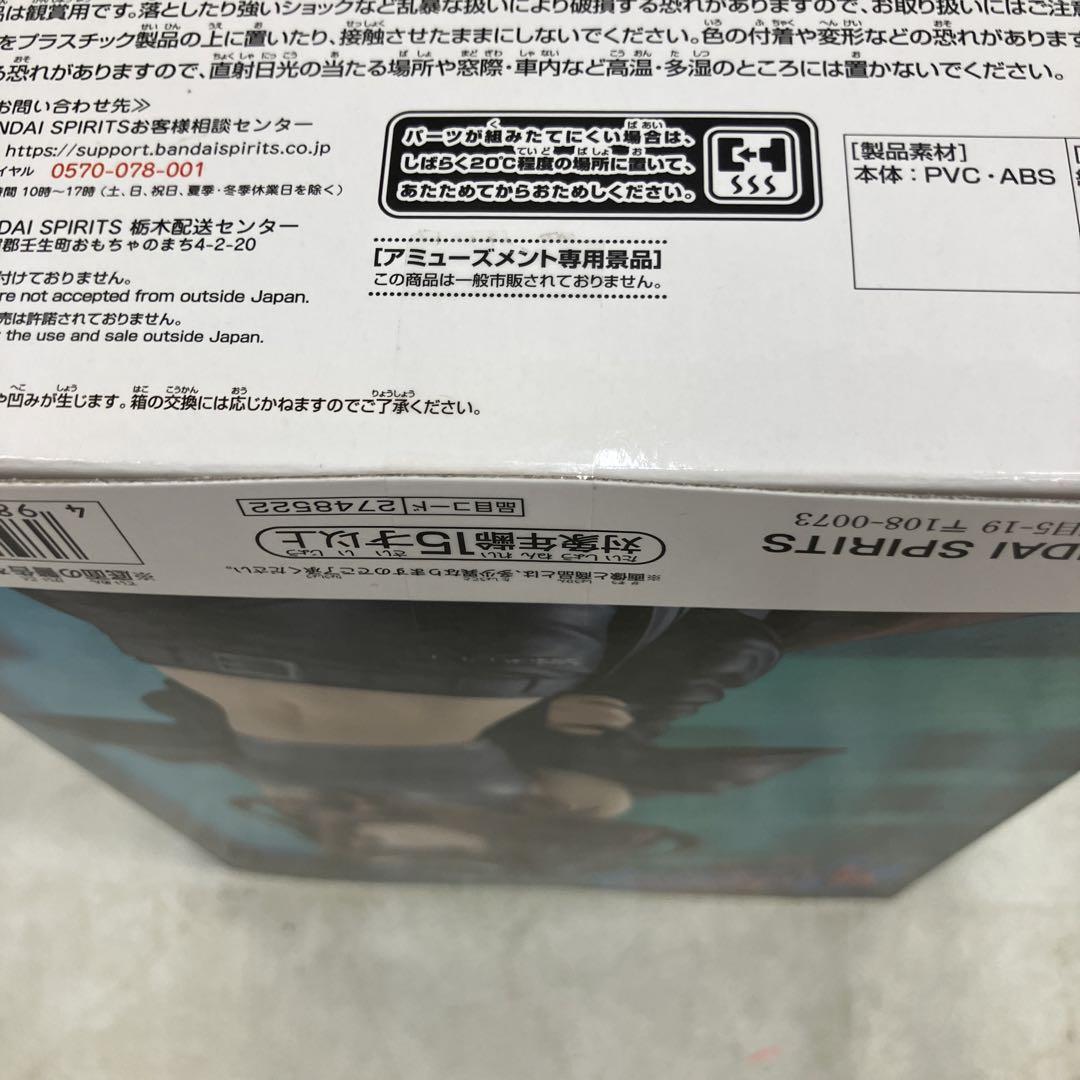 は観賞用です。落としたり強いショックなど乱暴な扱いにより破損する恐れがありますので、お取り扱いにはご注意
をプラスチック製品の上に置いたり、接触させたままにしないでください。色の付着や変形などの恐れがあります
る恐れがありますので、直射日光の当たる場所や窓際・車内など高温・多湿のところには置かないでください。
お問い合わせ先≫
NDAI SPIRITSお客様相談センター
https://support.bandaispirits.co.jp
イヤル 0570-078-001
時間 10時～17時（土、日、祝日、夏季・冬季休業日を除く）
DAI SPIRITS 栃木配送センター
郡壬生町おもちゃのまち4-2-20
付けておりません。
re not accepted from outside Japan.
売は許諾されておりません。
the use and sale outside Japan.
や凹みが生じます。箱の交換には応じかねますのでご了承ください。
パーツが組みたてにくい場合は、
しばらく20℃程度の場所に置いて、
あたためてからおためしください。
[アミューズメント専用景品]
この商品は一般市販されておりません。
[製品素材]
本体：PVC・ABS
品目コード 2748522
対象年齢15才以上
※画像と商品とは、多少異なりますのでご了承ください。
DAI SPIRITS
目5-19 〒108-0073
※底面の警告
4 98